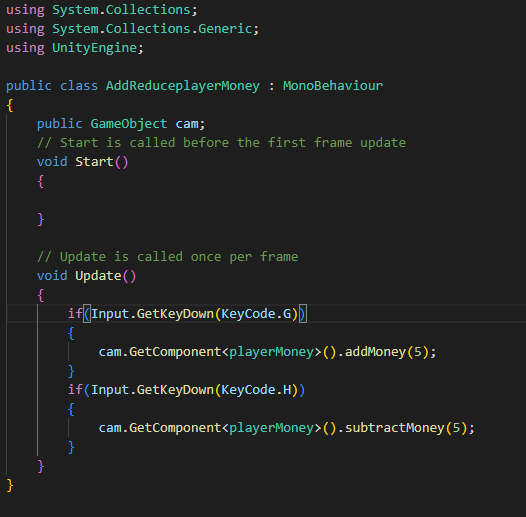 using System.Collections;
using System.Collections.Generic;
using UnityEngine;

public class AddReduceplayerMoney : MonoBehaviour
{
    public GameObject cam;
    // Start is called before the first frame update
    void Start()
    {

    }

    // Update is called once per frame
    void Update()
    {
        if(Input.GetKeyDown(KeyCode.G))
        {
            cam.GetComponent<playerMoney>().addMoney(5);
        }
        if(Input.GetKeyDown(KeyCode.H))
        {
            cam.GetComponent<playerMoney>().subtractMoney(5);
        }
    }
}